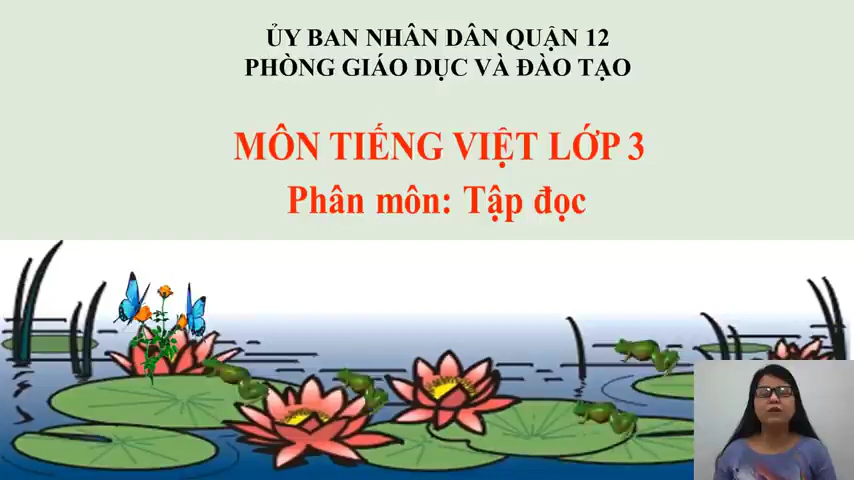 ỦY BAN NHÂN DÂN QUẬN 12
PHÒNG GIÁO DỤC VÀ ĐÀO TẠO
MÔN TIẾNG VIỆT LỚP 3
Phân môn: Tập đọc